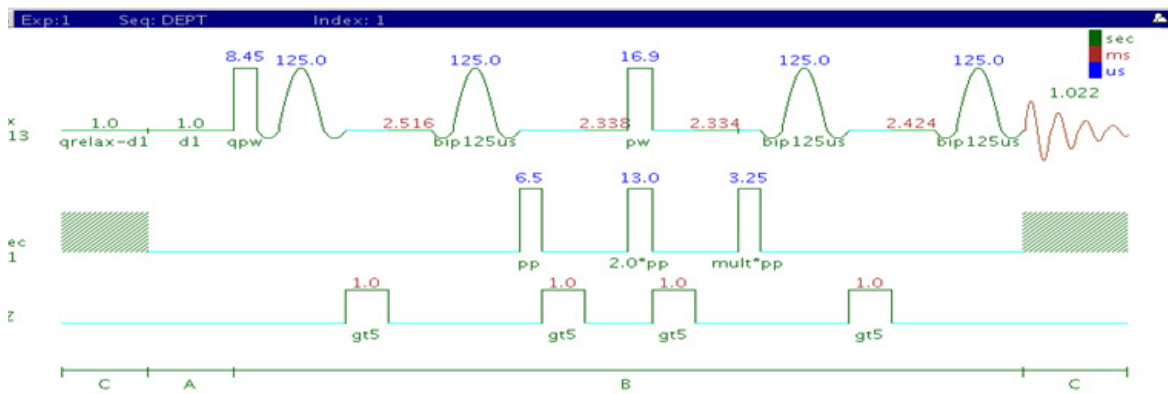 Exp:1 Seq: DEPT Index: 1
sec
ms
us
8.45 125.0 125.0 16.9 125.0 125.0
1.022
x 1.0 1.0 2.516 2.338 2.334 2.424
13 qrelax-d1 d1 qpw bip125us pw bip125us bip125us
6.5 13.0 3.25
ec
1 pp 2.0*pp mult*pp
1.0 1.0 1.0 1.0
z
gt5 gt5 gt5 gt5
C A B C